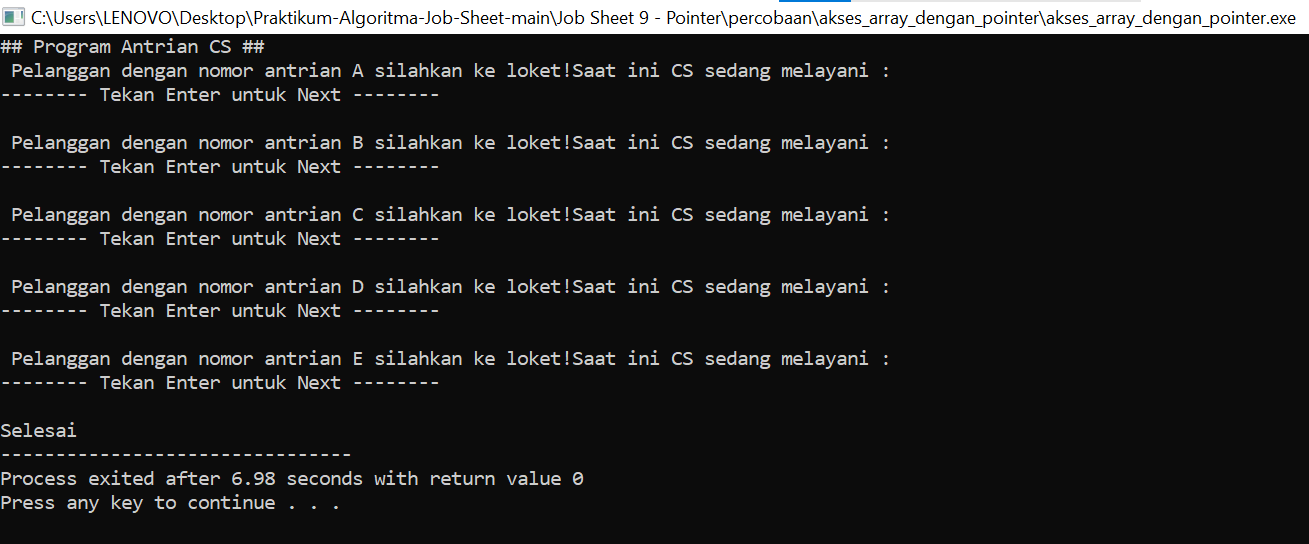 C:\Users\LENOVO\Desktop\Praktikum-Algoritma-Job-Sheet-main\Job Sheet 9 - Pointer\percobaan\akses_array_dengan_pointer\akses_array_dengan_pointer.exe
## Program Antrian CS ##
 Pelanggan dengan nomor antrian A silahkan ke loket!Saat ini CS sedang melayani :
-------- Tekan Enter untuk Next --------
 Pelanggan dengan nomor antrian B silahkan ke loket!Saat ini CS sedang melayani :
-------- Tekan Enter untuk Next --------
 Pelanggan dengan nomor antrian C silahkan ke loket!Saat ini CS sedang melayani :
-------- Tekan Enter untuk Next --------
 Pelanggan dengan nomor antrian D silahkan ke loket!Saat ini CS sedang melayani :
-------- Tekan Enter untuk Next --------
 Pelanggan dengan nomor antrian E silahkan ke loket!Saat ini CS sedang melayani :
-------- Tekan Enter untuk Next --------
Selesai
--------------------------------
Process exited after 6.98 seconds with return value 0
Press any key to continue . . .